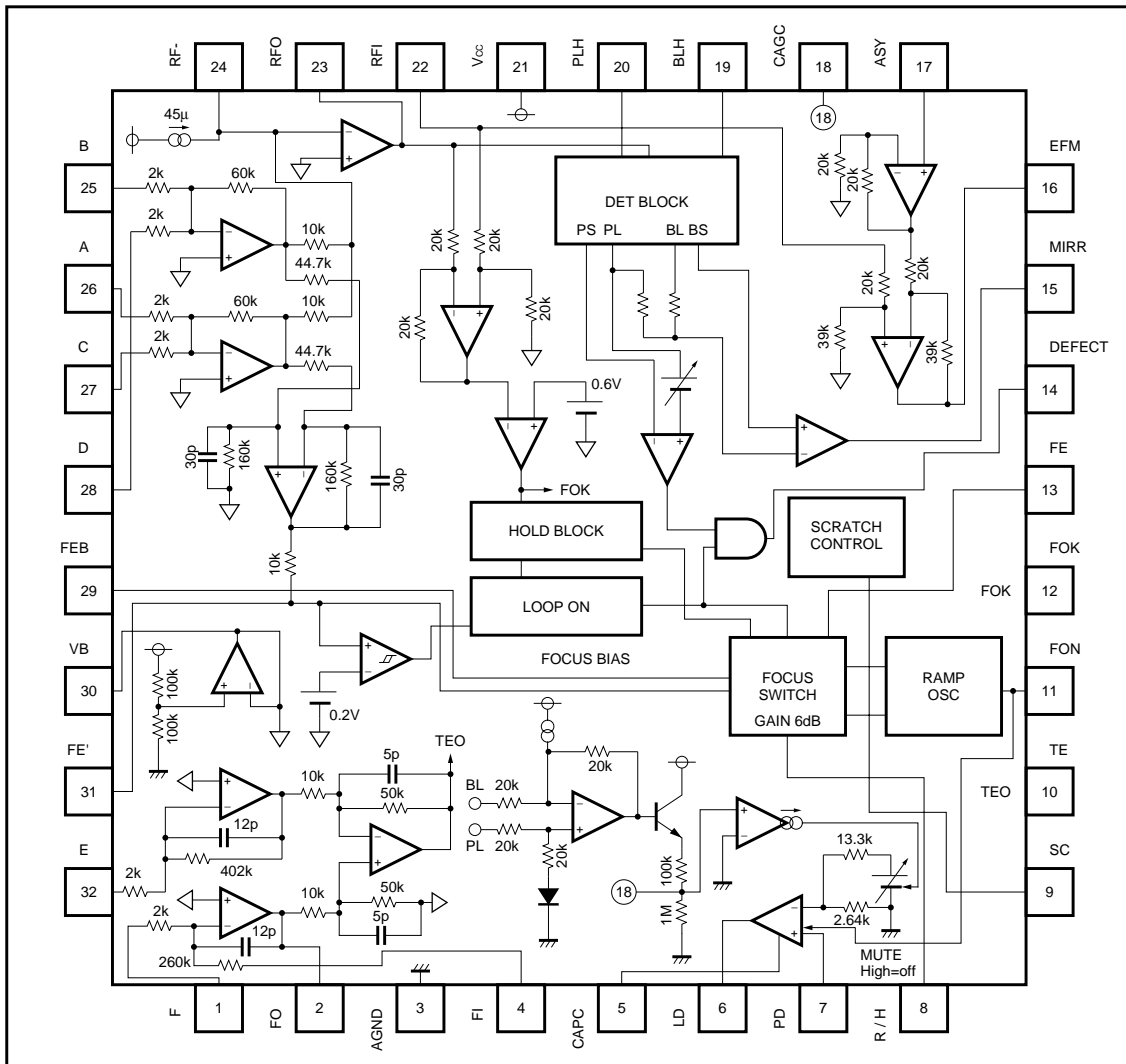 RF-
RFO
RFI
Vcc
PLH
BLH
CAGC
ASY
24
23
22
21
20
19
18
17
45μ
18
B
25
2k
60k
2k
10k
44.7k
A
26
2k
60k
10k
2k
44.7k
C
27
D
28
30p
160k
160k
30p
10k
20k
20k
20k
20k
DET BLOCK
PS PL
BL BS
0.6V
FOK
20k
20k
20k
20k
39k
39k
EFM
16
MIRR
15
DEFECT
14
FE
13
FEB
29
HOLD BLOCK
LOOP ON
SCRATCH
CONTROL
FOK
FOK
12
VB
30
100k
100k
0.2V
FOCUS BIAS
FOCUS
SWITCH
GAIN 6dB
RAMP
OSC
FON
11
FE'
31
10k
5p
TEO
50k
12p
402k
BL
20k
PL
20k
20k
20k
100k
18
1M
13.3k
2.64k
MUTE
High=off
TE
TEO
10
E
32
2k
2k
10k
50k
5p
12p
260k
SC
9
1
2
3
4
5
6
7
8
F
FO
AGND
FI
CAPC
LD
PD
R / H